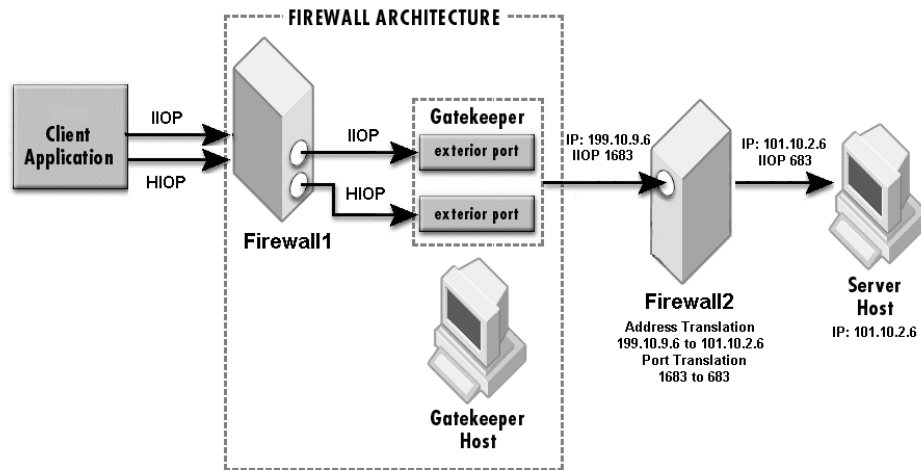 FIREWALL ARCHITECTURE
Client
Application
IIOP
HIOP
Firewall1
IIOP
HIOP
Gatekeeper
exterior port
exterior port
Gatekeeper
Host
IP: 199.10.9.6
IIOP 1683
Firewall2
Address Translation
199.10.9.6 to 101.10.2.6
Port Translation
1683 to 683
IP: 101.10.2.6
IIOP 683
Server
Host
IP: 101.10.2.6